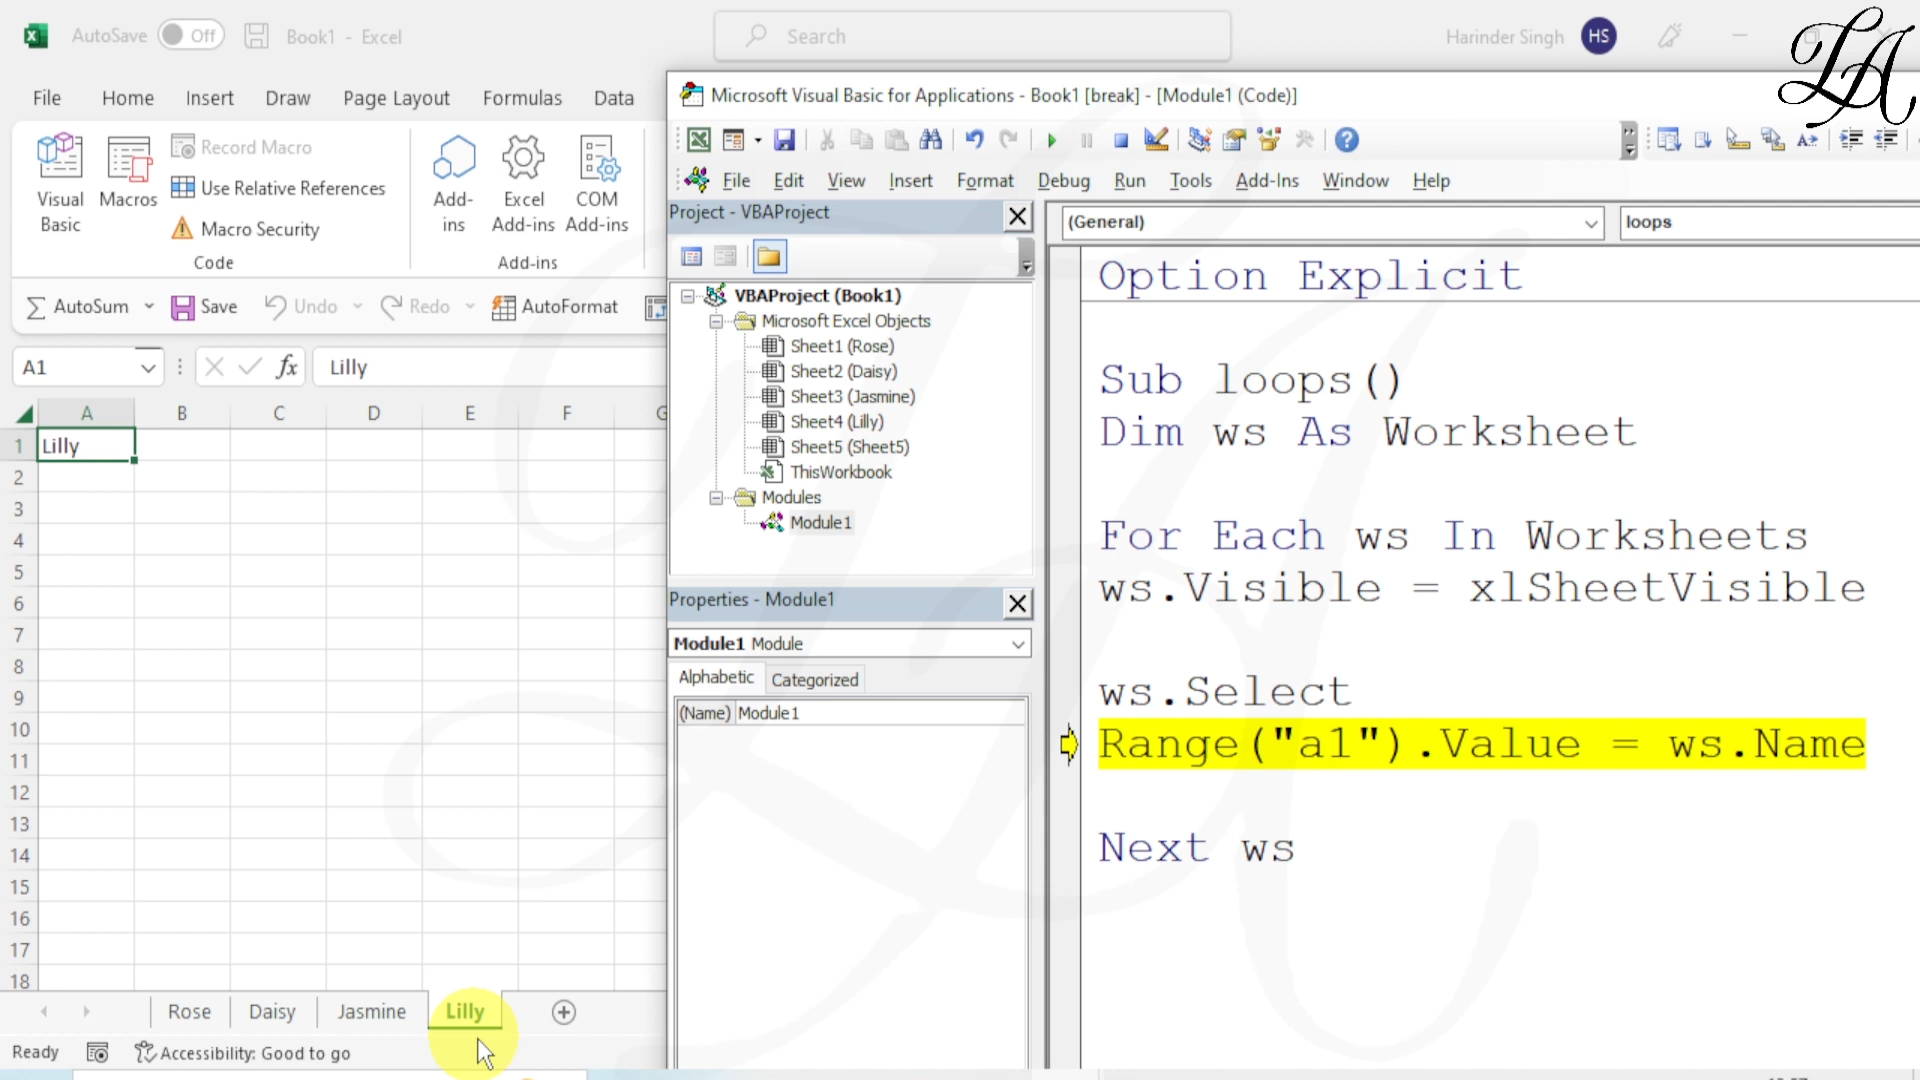 AutoSave Off Book1 - Excel
Search
Harinder Singh HS
LA
File Home Insert Draw Page Layout Formulas Data
Visual Basic
Macros
Record Macro
Use Relative References
Macro Security
Code
Add-ins
Excel Add-ins
COM Add-ins
Add-ins
AutoSum Save Undo Redo AutoFormat
A1 fx Lilly
A B C D E F G
1 Lilly
2
3
4
5
6
7
8
9
10
11
12
13
14
15
16
17
18
Rose Daisy Jasmine Lilly
Ready Accessibility: Good to go
Microsoft Visual Basic for Applications - Book1 [break] - [Module1 (Code)]
File Edit View Insert Format Debug Run Tools Add-Ins Window Help
Project - VBAProject
VBAProject (Book1)
Microsoft Excel Objects
Sheet1 (Rose)
Sheet2 (Daisy)
Sheet3 (Jasmine)
Sheet4 (Lilly)
Sheet5 (Sheet5)
ThisWorkbook
Modules
Module1
Properties - Module1
Module1 Module
Alphabetic Categorized
(Name) Module1
(General) loops
Option Explicit
Sub loops()
Dim ws As Worksheet
For Each ws In Worksheets
ws.Visible = xlSheetVisible
ws.Select
Range("a1").Value = ws.Name
Next ws